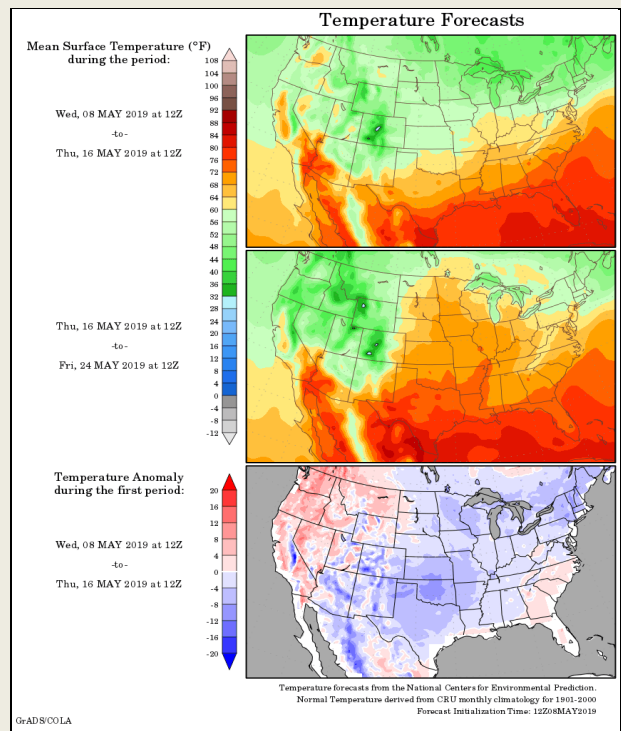 Temperature Forecasts
Mean Surface Temperature (°F)
during the period:
Wed, 08 MAY 2019 at 12Z
-to-
Thu, 16 MAY 2019 at 12Z
108
104
100
96
92
88
84
80
76
72
68
64
60
56
52
48
44
40
36
32
28
24
20
16
12
8
4
0
-4
-8
-12
Thu, 16 MAY 2019 at 12Z
-to-
Fri, 24 MAY 2019 at 12Z
Temperature Anomaly
during the first period:
Wed, 08 MAY 2019 at 12Z
-to-
Thu, 16 MAY 2019 at 12Z
20
16
12
8
4
0
-4
-8
-12
-16
-20
Temperature forecasts from the National Centers for Environmental Prediction.
Normal Temperature derived from CRU monthly climatology for 1901-2000
Forecast Initialization Time: 12Z08MAY2019
GrADS/COLA